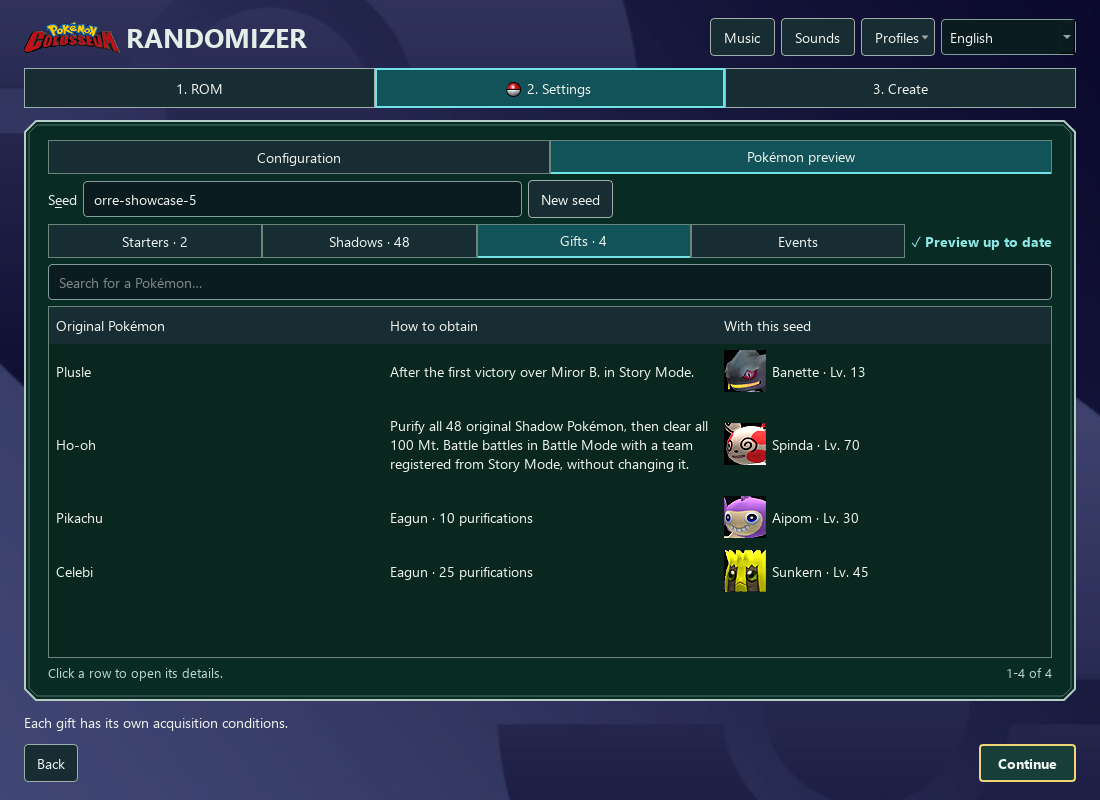 Pokémon COLOSSEUM RANDOMIZER
Music
Sounds
Profiles
English
1. ROM
2. Settings
3. Create
Configuration
Pokémon preview
Seed
orre-showcase-5
New seed
Starters · 2
Shadows · 48
Gifts · 4
Events
✓ Preview up to date
Search for a Pokémon...
Original Pokémon
How to obtain
With this seed
Plusle
After the first victory over Miror B. in Story Mode.
Banette · Lv. 13
Ho-oh
Purify all 48 original Shadow Pokémon, then clear all
100 Mt. Battle battles in Battle Mode with a team
registered from Story Mode, without changing it.
Spinda · Lv. 70
Pikachu
Eagun · 10 purifications
Aipom · Lv. 30
Celebi
Eagun · 25 purifications
Sunkern · Lv. 45
Click a row to open its details.
1-4 of 4
Each gift has its own acquisition conditions.
Back
Continue